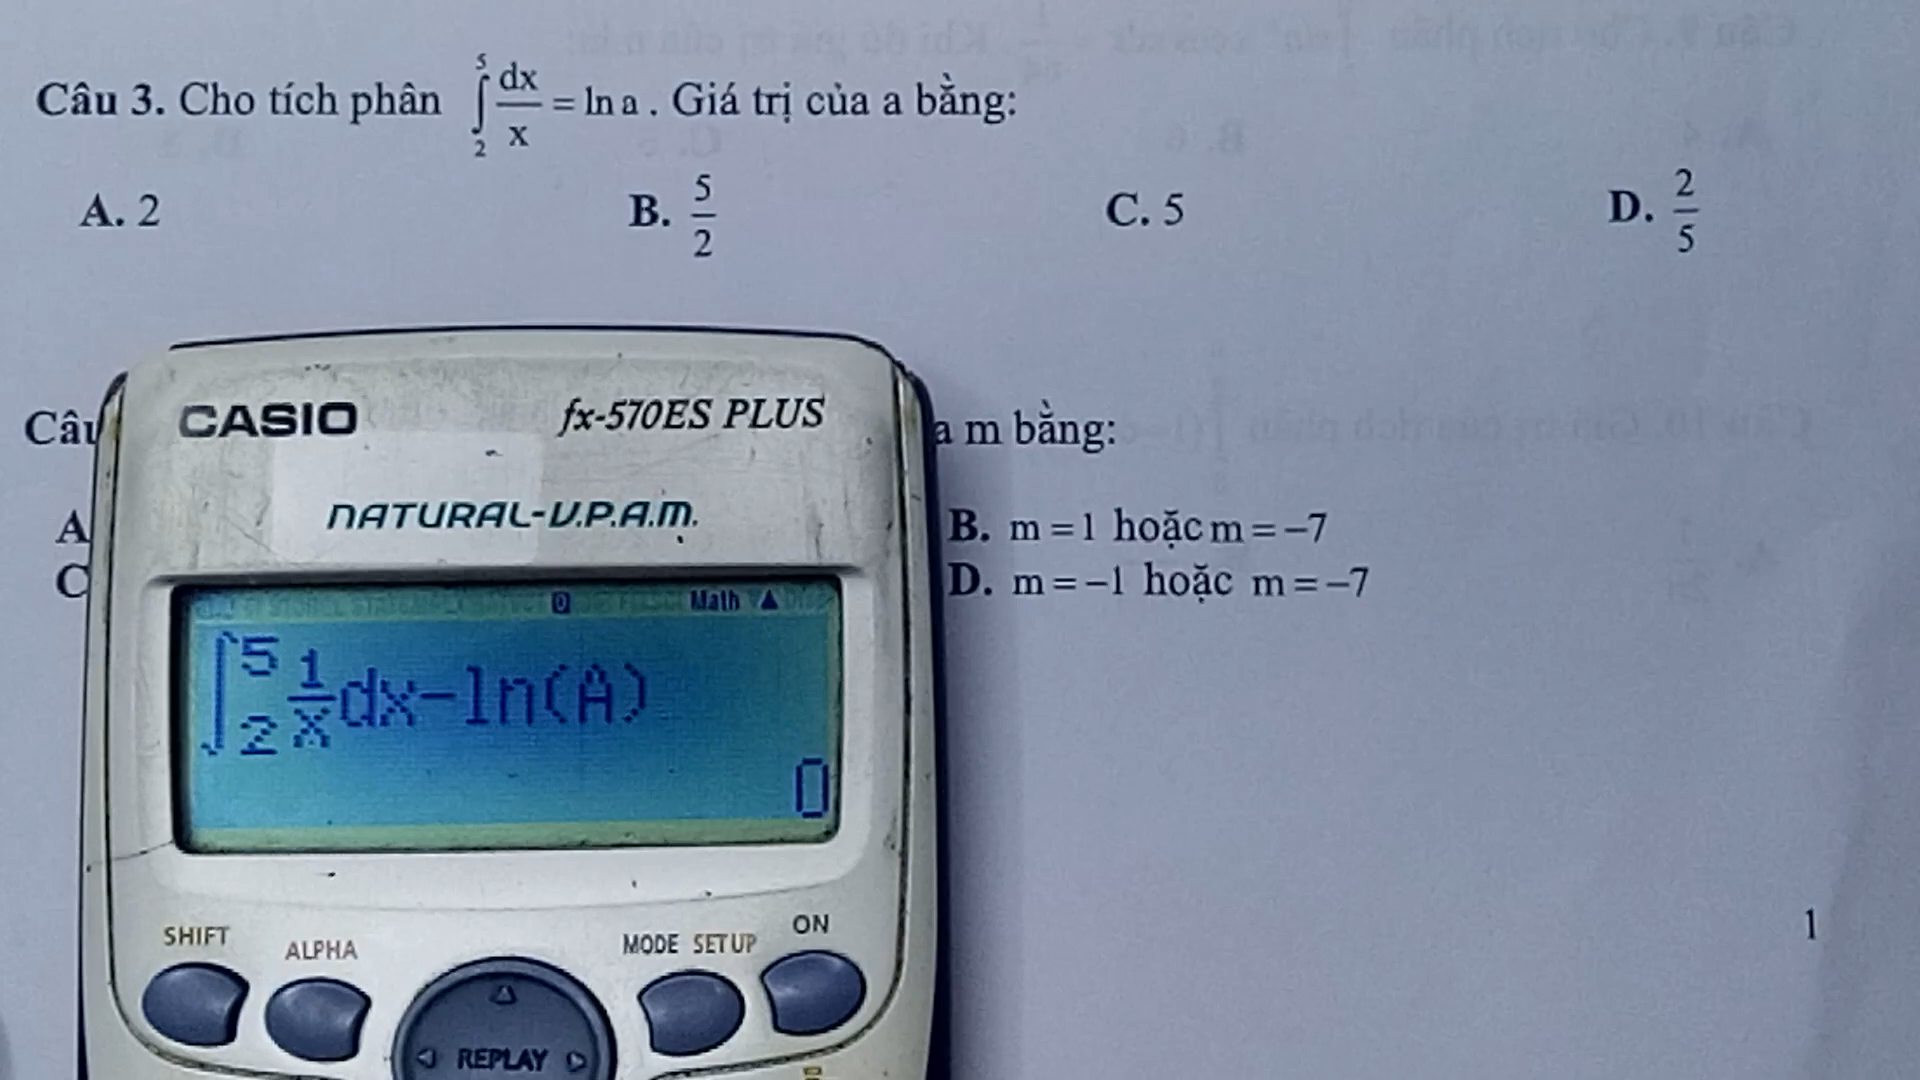 Câu 3. Cho tích phân ∫₂⁵ dx/x = ln a . Giá trị của a bằng:
A. 2 B. 5/2 C. 5 D. 2/5
Câu a m bằng:
A B. m = 1 hoặc m = −7
C D. m = −1 hoặc m = −7
CASIO fx-570ES PLUS
NATURAL-V.P.A.M.
D Math ▲
∫₂⁵ 1/x dx−ln(A)
0
1
SHIFT ALPHA MODE SETUP ON
REPLAY